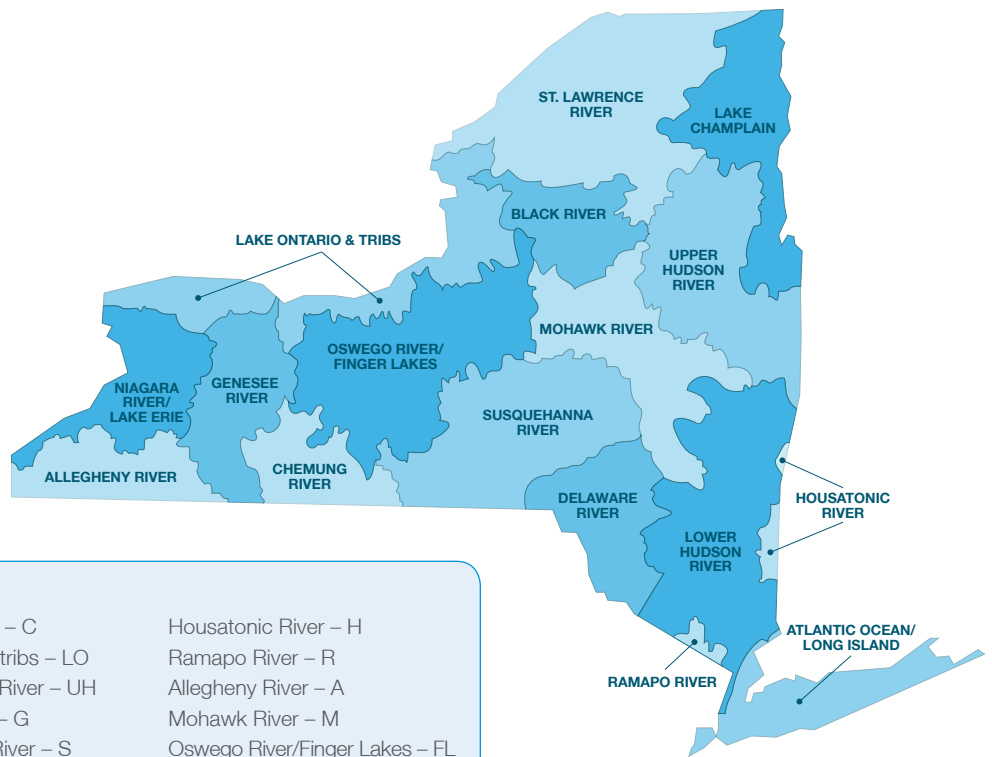 ST. LAWRENCE
RIVER
LAKE
CHAMPLAIN
BLACK RIVER
LAKE ONTARIO & TRIBS
UPPER
HUDSON
RIVER
MOHAWK RIVER
OSWEGO RIVER/
FINGER LAKES
NIAGARA
RIVER/
LAKE ERIE
GENESEE
RIVER
SUSQUEHANNA
RIVER
ALLEGHENY RIVER
CHEMUNG
RIVER
DELAWARE
RIVER
HOUSATONIC
RIVER
LOWER
HUDSON
RIVER
ATLANTIC OCEAN/
LONG ISLAND
RAMAPO RIVER
– C
tribs – LO
River – UH
– G
River – S
Housatonic River – H
Ramapo River – R
Allegheny River – A
Mohawk River – M
Oswego River/Finger Lakes – FL